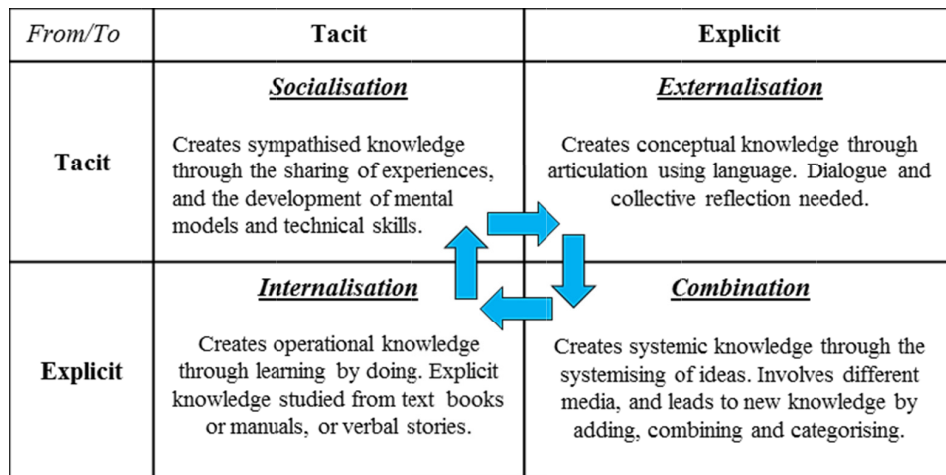 From/To
Tacit
Explicit
Tacit
Socialisation
Creates sympathised knowledge
through the sharing of experiences,
and the development of mental
models and technical skills.
Externalisation
Creates conceptual knowledge through
articulation using language. Dialogue and
collective reflection needed.
Explicit
Internalisation
Creates operational knowledge
through learning by doing. Explicit
knowledge studied from text books
or manuals, or verbal stories.
Combination
Creates systemic knowledge through the
systemising of ideas. Involves different
media, and leads to new knowledge by
adding, combining and categorising.